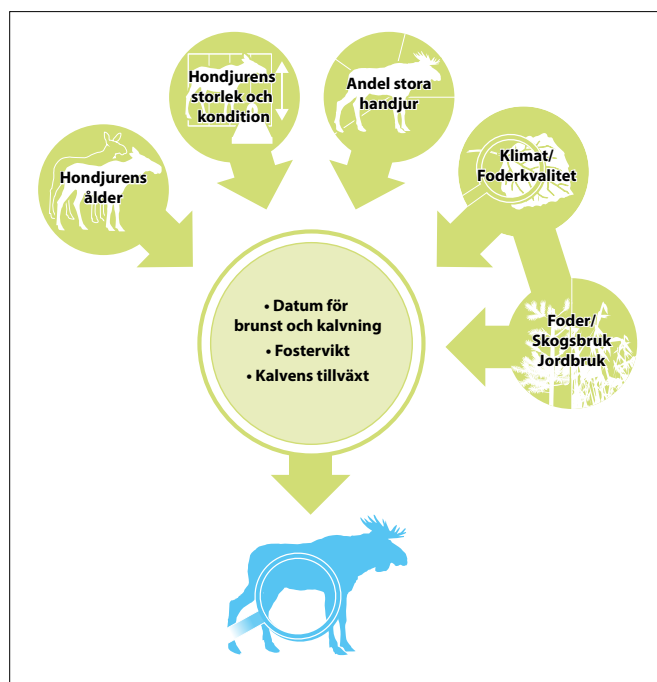 Hondjurens
storlek och
kondition
Andel stora
handjur
Hondjurens
ålder
Klimat/
Foderkvalitet
Foder/
Skogsbruk
Jordbruk
• Datum för
brunst och kalvning
• Fostervikt
• Kalvens tillväxt